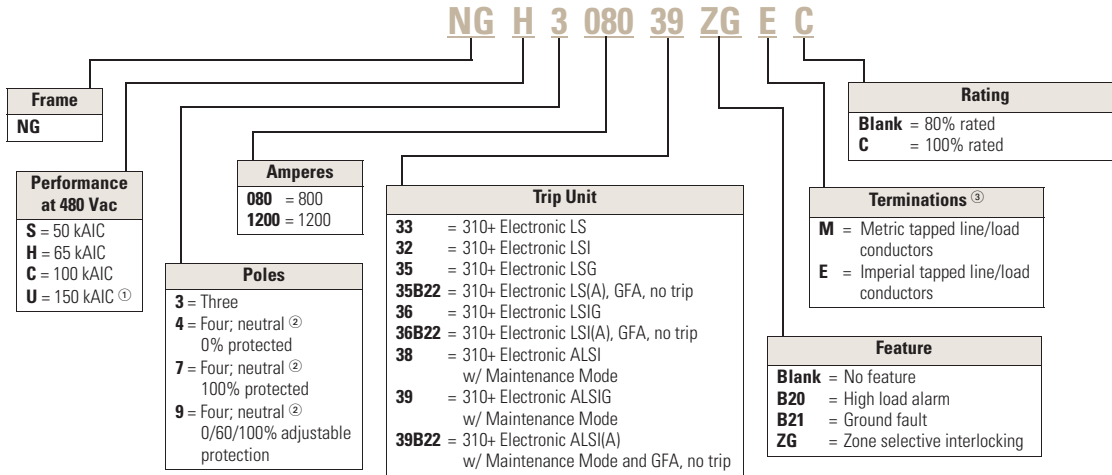 NG H 3 080 39 ZG E C
Frame
NG
Performance
at 480 Vac
S = 50 kAIC
H = 65 kAIC
C = 100 kAIC
U = 150 kAIC ①
Poles
3 = Three
4 = Four; neutral ②
0% protected
7 = Four; neutral ②
100% protected
9 = Four; neutral ②
0/60/100% adjustable
protection
Amperes
080 = 800
1200 = 1200
Trip Unit
33 = 310+ Electronic LS
32 = 310+ Electronic LSI
35 = 310+ Electronic LSG
35B22 = 310+ Electronic LS(A), GFA, no trip
36 = 310+ Electronic LSIG
36B22 = 310+ Electronic LSI(A), GFA, no trip
38 = 310+ Electronic ALSI
w/ Maintenance Mode
39 = 310+ Electronic ALSIG
w/ Maintenance Mode
39B22 = 310+ Electronic ALSI(A)
w/ Maintenance Mode and GFA, no trip
Rating
Blank = 80% rated
C = 100% rated
Terminations ③
M = Metric tapped line/load
conductors
E = Imperial tapped line/load
conductors
Feature
Blank = No feature
B20 = High load alarm
B21 = Ground fault
ZG = Zone selective interlocking